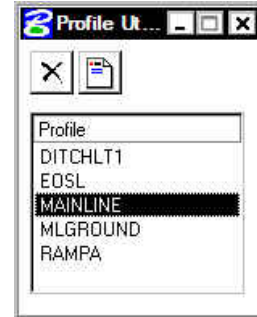 Profile Ut...
Profile
DITCHLT1
EOSL
MAINLINE
MLGROUND
RAMPA